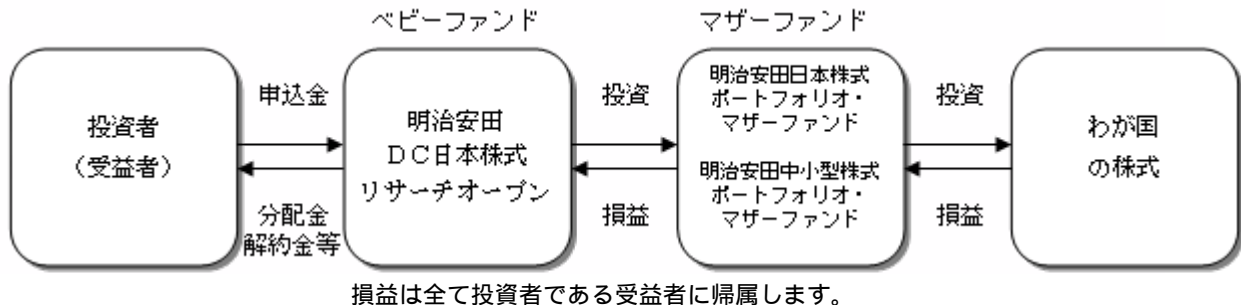 ベビーファンド
マザーファンド
投資者
（受益者）
申込金
分配金
解約金等
明治安田
ＤＣ日本株式
リサーチオープン
投資
損益
明治安田日本株式
ポートフォリオ・
マザーファンド
明治安田中小型株式
ポートフォリオ・
マザーファンド
投資
損益
わが国
の株式
損益は全て投資者である受益者に帰属します。